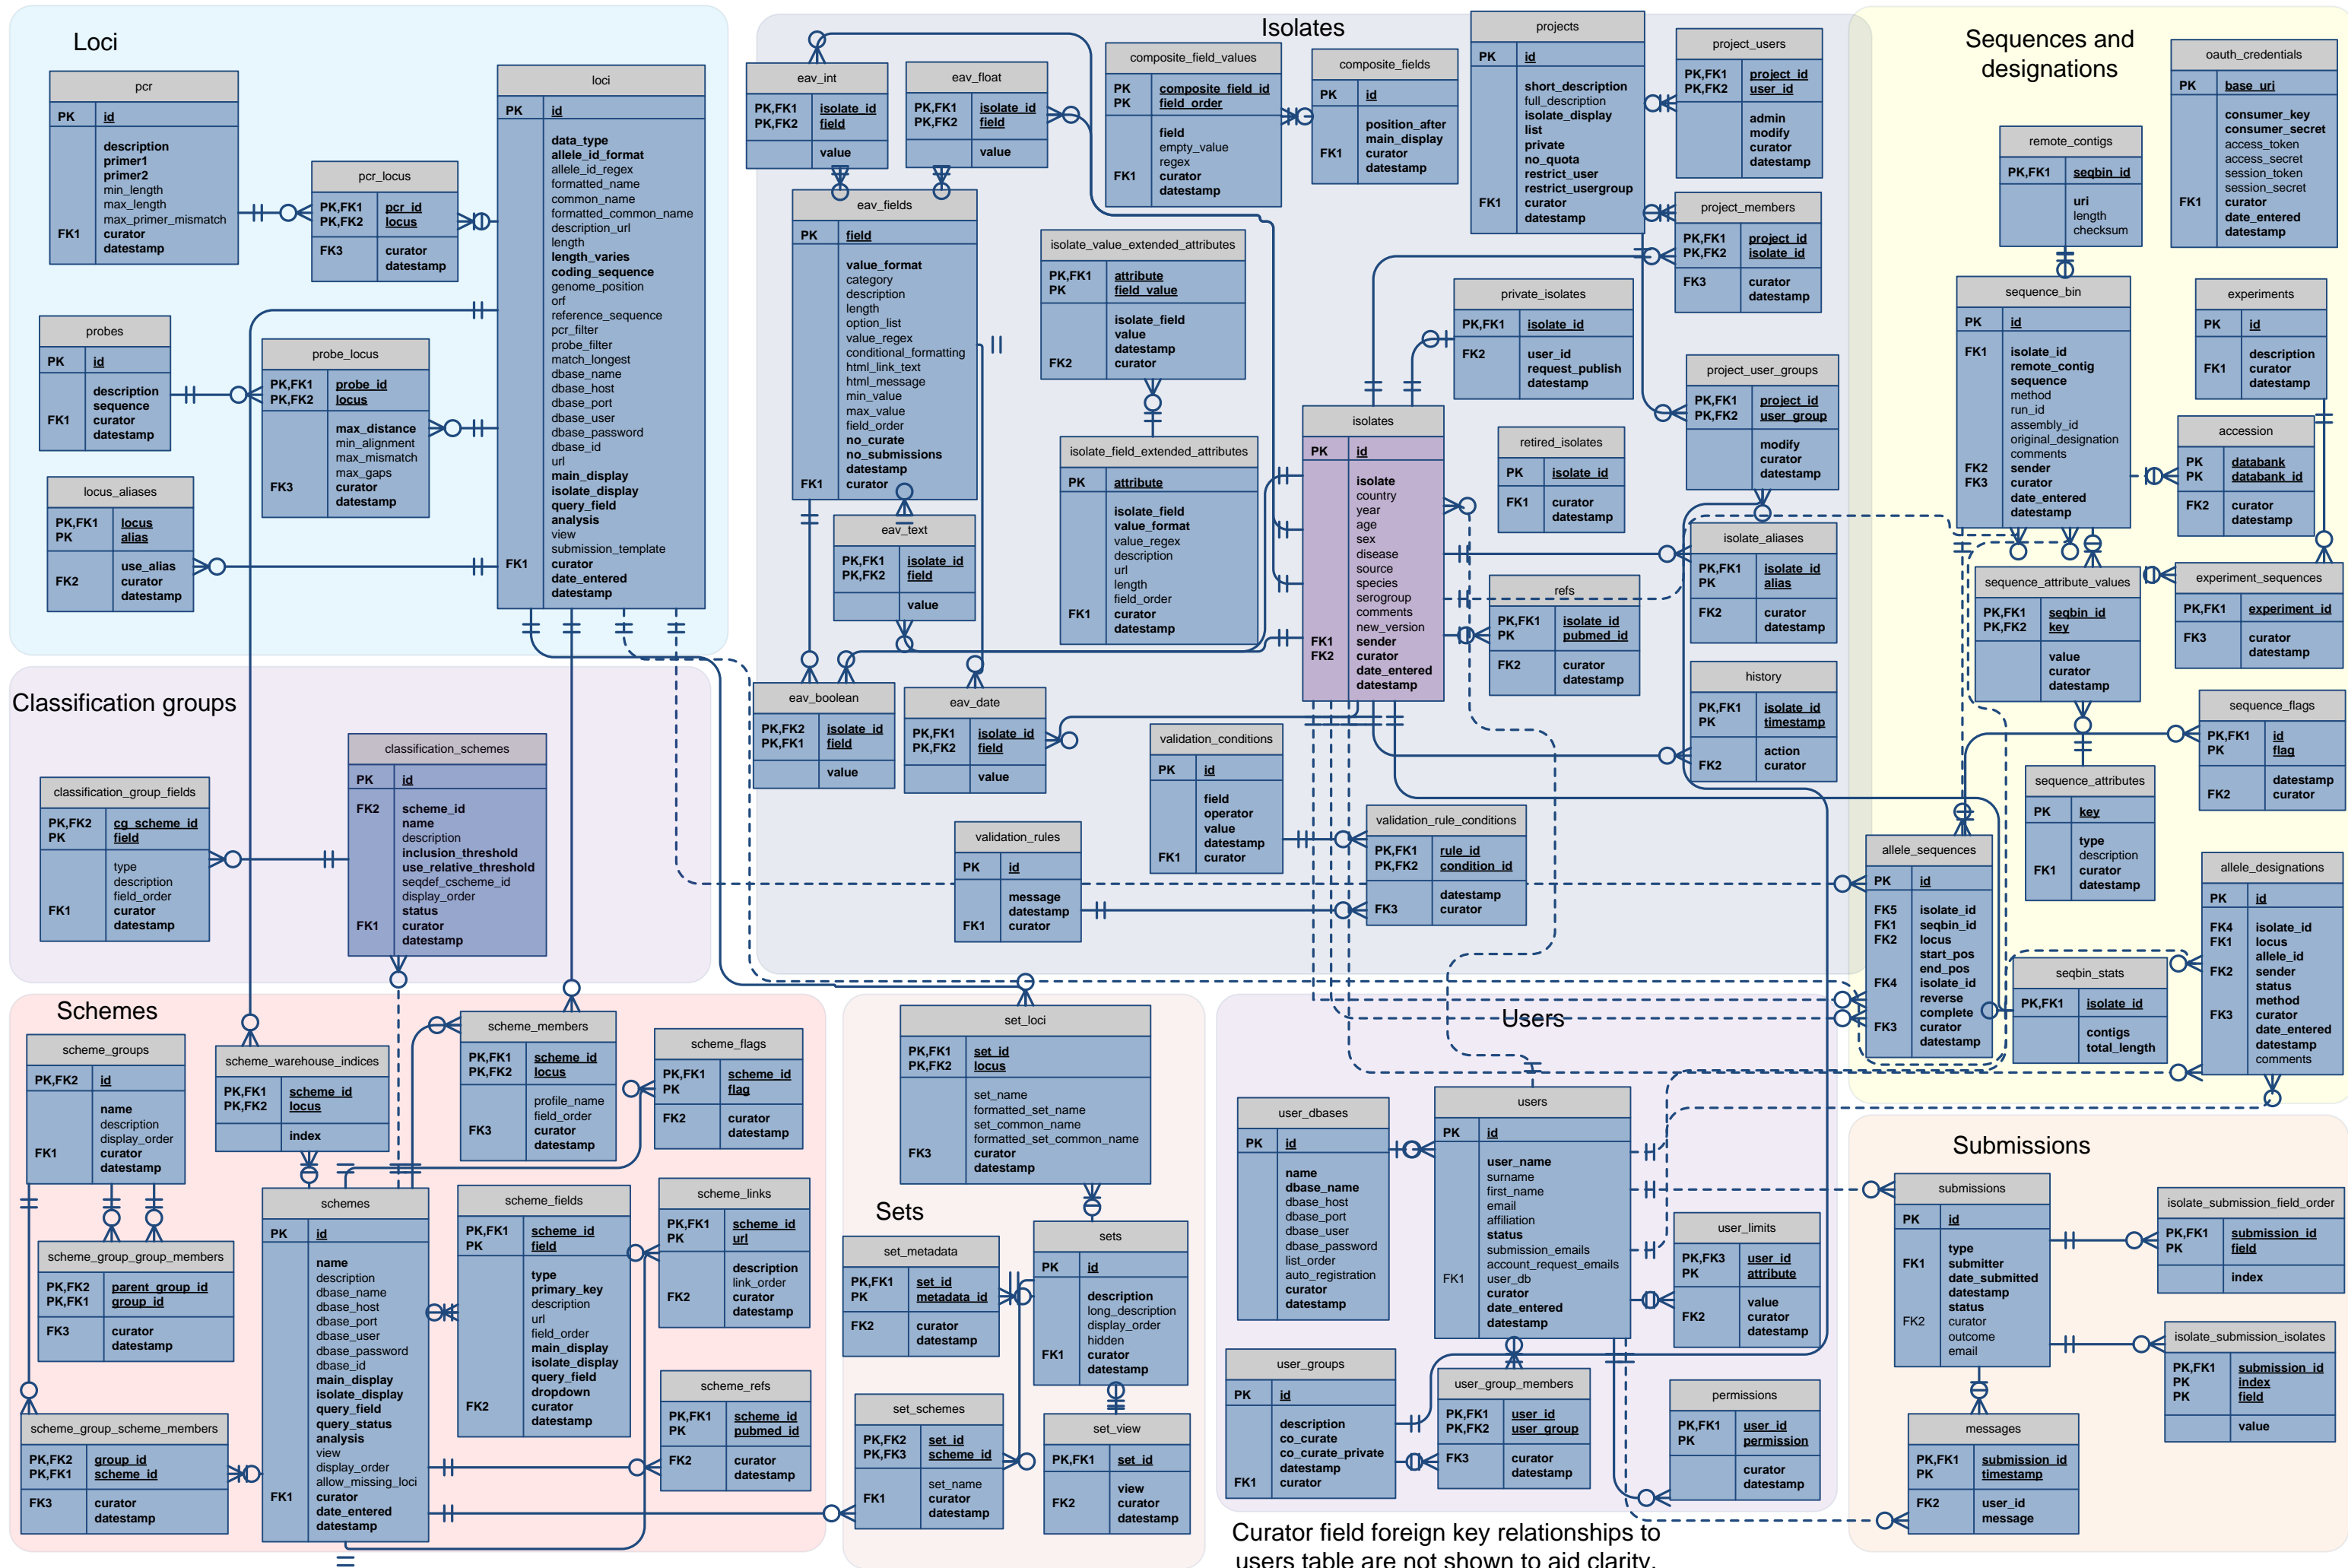 Loci
pcr
PK id
description
primer1
primer2
min_length
max_length
max_primer_mismatch
FK1 curator
datestamp
pcr_locus
PK,FK1 pcr_id
PK,FK2 locus
FK3 curator
datestamp
probes
PK id
description
sequence
FK1 curator
datestamp
probe_locus
PK,FK1 probe_id
PK,FK2 locus
max_distance
min_alignment
max_mismatch
max_gaps
FK3 curator
datestamp
locus_aliases
PK,FK1 locus
PK alias
use_alias
FK2 curator
datestamp
loci
PK id
data_type
allele_id_format
allele_id_regex
formatted_name
common_name
formatted_common_name
description_url
length
length_varies
coding_sequence
genome_position
orf
reference_sequence
pcr_filter
probe_filter
match_longest
dbase_name
dbase_host
dbase_port
dbase_user
dbase_password
dbase_id
url
main_display
isolate_display
query_field
analysis
view
submission_template
FK1 curator
date_entered
datestamp
Classification groups
classification_group_fields
PK,FK2 cg_scheme_id
PK field
type
description
field_order
FK1 curator
datestamp
classification_schemes
PK id
FK2 scheme_id
name
description
inclusion_threshold
use_relative_threshold
seqdef_cscheme_id
display_order
status
FK1 curator
datestamp
Schemes
scheme_groups
PK,FK2 id
name
description
display_order
FK1 curator
datestamp
scheme_warehouse_indices
PK,FK1 scheme_id
PK,FK2 locus
index
scheme_members
PK,FK1 scheme_id
PK,FK2 locus
profile_name
field_order
FK3 curator
datestamp
scheme_flags
PK,FK1 scheme_id
PK flag
FK2 curator
datestamp
scheme_group_group_members
PK,FK2 parent_group_id
PK,FK1 group_id
FK3 curator
datestamp
scheme_group_scheme_members
PK,FK2 group_id
PK,FK1 scheme_id
FK3 curator
datestamp
schemes
PK id
name
description
dbase_name
dbase_host
dbase_port
dbase_user
dbase_password
dbase_id
main_display
isolate_display
query_field
query_status
analysis
view
display_order
allow_missing_loci
FK1 curator
date_entered
datestamp
scheme_fields
PK,FK1 scheme_id
PK field
type
primary_key
description
url
field_order
main_display
isolate_display
query_field
dropdown
FK2 curator
datestamp
scheme_links
PK,FK1 scheme_id
PK url
description
link_order
FK2 curator
datestamp
scheme_refs
PK,FK1 scheme_id
PK pubmed_id
FK2 curator
datestamp
Isolates
eav_int
PK,FK1 isolate_id
PK,FK2 field
value
eav_float
PK,FK1 isolate_id
PK,FK2 field
value
composite_field_values
PK composite_field_id
PK field_order
field
empty_value
regex
FK1 curator
datestamp
composite_fields
PK id
position_after
main_display
FK1 curator
datestamp
projects
PK id
short_description
full_description
isolate_display
list
private
no_quota
restrict_user
restrict_usergroup
FK1 curator
datestamp
project_users
PK,FK1 project_id
PK,FK2 user_id
admin
modify
curator
datestamp
project_members
PK,FK1 project_id
PK,FK2 isolate_id
FK3 curator
datestamp
eav_fields
PK field
value_format
category
description
length
option_list
value_regex
conditional_formatting
html_link_text
html_message
min_value
max_value
field_order
no_curate
no_submissions
datestamp
FK1 curator
isolate_value_extended_attributes
PK,FK1 attribute
PK field_value
isolate_field
value
datestamp
FK2 curator
private_isolates
PK,FK1 isolate_id
FK2 user_id
request_publish
datestamp
project_user_groups
PK,FK1 project_id
PK,FK2 user_group
modify
curator
datestamp
isolate_field_extended_attributes
PK attribute
isolate_field
value_format
value_regex
description
url
length
field_order
FK1 curator
datestamp
isolates
PK id
isolate
country
year
age
sex
disease
source
species
serogroup
comments
new_version
FK1 sender
FK2 curator
date_entered
datestamp
retired_isolates
PK isolate_id
FK1 curator
datestamp
isolate_aliases
PK,FK1 isolate_id
PK alias
FK2 curator
datestamp
eav_text
PK,FK1 isolate_id
PK,FK2 field
value
refs
PK,FK1 isolate_id
PK pubmed_id
FK2 curator
datestamp
history
PK,FK1 isolate_id
PK timestamp
action
FK2 curator
eav_boolean
PK,FK2 isolate_id
PK,FK1 field
value
eav_date
PK,FK1 isolate_id
PK,FK2 field
value
validation_conditions
PK id
field
operator
value
datestamp
FK1 curator
validation_rules
PK id
message
datestamp
FK1 curator
validation_rule_conditions
PK,FK1 rule_id
PK,FK2 condition_id
datestamp
FK3 curator
Sequences and
designations
oauth_credentials
PK base_uri
consumer_key
consumer_secret
access_token
access_secret
session_token
session_secret
FK1 curator
date_entered
datestamp
remote_contigs
PK,FK1 seqbin_id
uri
length
checksum
sequence_bin
PK id
FK1 isolate_id
remote_contig
sequence
method
run_id
assembly_id
original_designation
comments
FK2 sender
FK3 curator
date_entered
datestamp
experiments
PK id
description
FK1 curator
datestamp
accession
PK databank
PK databank_id
FK2 curator
datestamp
sequence_attribute_values
PK,FK1 seqbin_id
PK,FK2 key
value
curator
datestamp
experiment_sequences
PK,FK1 experiment_id
FK3 curator
datestamp
sequence_flags
PK,FK1 id
PK flag
datestamp
FK2 curator
sequence_attributes
PK key
type
description
FK1 curator
datestamp
allele_sequences
PK id
FK5 isolate_id
FK1 seqbin_id
FK2 locus
start_pos
end_pos
FK4 isolate_id
reverse
complete
FK3 curator
datestamp
allele_designations
PK id
FK4 isolate_id
FK1 locus
allele_id
FK2 sender
status
method
FK3 curator
date_entered
datestamp
comments
seqbin_stats
PK,FK1 isolate_id
contigs
total_length
Sets
set_loci
PK,FK1 set_id
PK,FK2 locus
set_name
formatted_set_name
set_common_name
formatted_set_common_name
FK3 curator
datestamp
set_metadata
PK,FK1 set_id
PK metadata_id
FK2 curator
datestamp
sets
PK id
description
long_description
display_order
hidden
FK1 curator
datestamp
set_schemes
PK,FK2 set_id
PK,FK3 scheme_id
set_name
FK1 curator
datestamp
set_view
PK,FK1 set_id
view
FK2 curator
datestamp
Users
user_dbases
PK id
name
dbase_name
dbase_host
dbase_port
dbase_user
dbase_password
list_order
auto_registration
curator
datestamp
users
PK id
user_name
surname
first_name
email
affiliation
status
submission_emails
account_request_emails
FK1 user_db
curator
date_entered
datestamp
user_limits
PK,FK3 user_id
PK attribute
value
FK2 curator
datestamp
user_groups
PK id
description
co_curate
co_curate_private
datestamp
FK1 curator
user_group_members
PK,FK1 user_id
PK,FK2 user_group
FK3 curator
datestamp
permissions
PK,FK1 user_id
PK permission
curator
datestamp
Submissions
submissions
PK id
type
FK1 submitter
date_submitted
datestamp
status
FK2 curator
outcome
email
isolate_submission_field_order
PK,FK1 submission_id
PK field
index
isolate_submission_isolates
PK,FK1 submission_id
PK index
PK field
value
messages
PK,FK1 submission_id
PK timestamp
FK2 user_id
message
Curator field foreign key relationships to
users table are not shown to aid clarity.